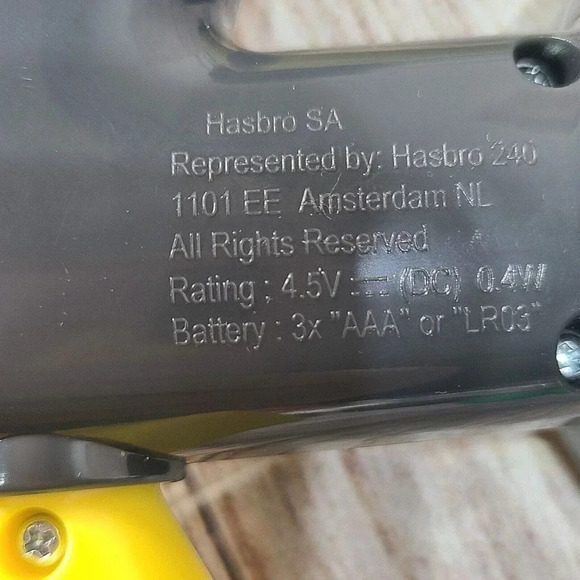 Hasbro SA
Represented by: Hasbro 240
1101 EE Amsterdam NL
All Rights Reserved
Rating : 4.5V ⎓ (DC) 0.4W
Battery : 3x "AAA" or "LR03"